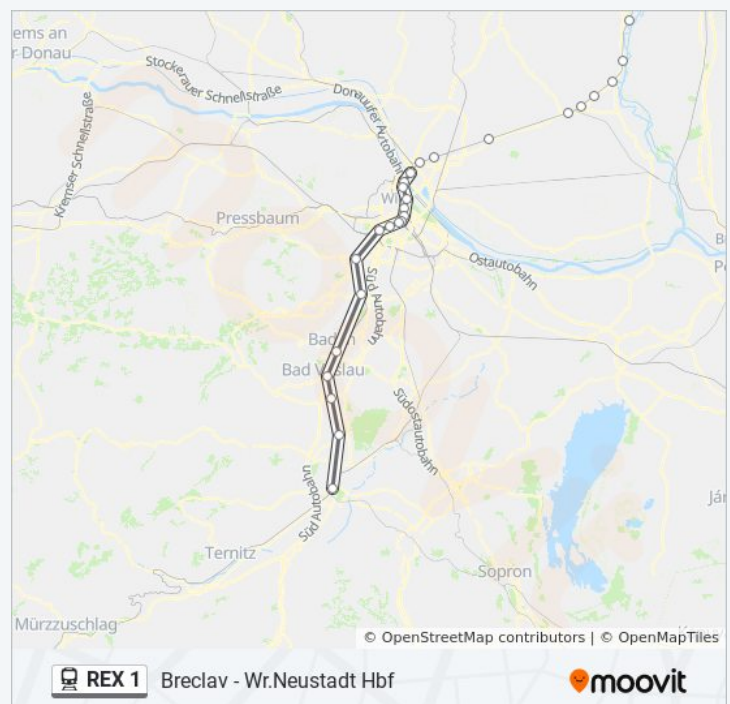 ems an
r Donau
Stockerauer Schnellstraße
Donauufer Autobahn
Kremser Schnellstraße
Wi
Pressbaum
Ostautobahn
Süd Autobahn
Baden
Bad Vöslau
Südostautobahn
Süd Autobahn
Ternitz
Sopron
Mürzzuschlag
© OpenStreetMap contributors | © OpenMapTiles
REX 1 Breclav - Wr.Neustadt Hbf
moovit